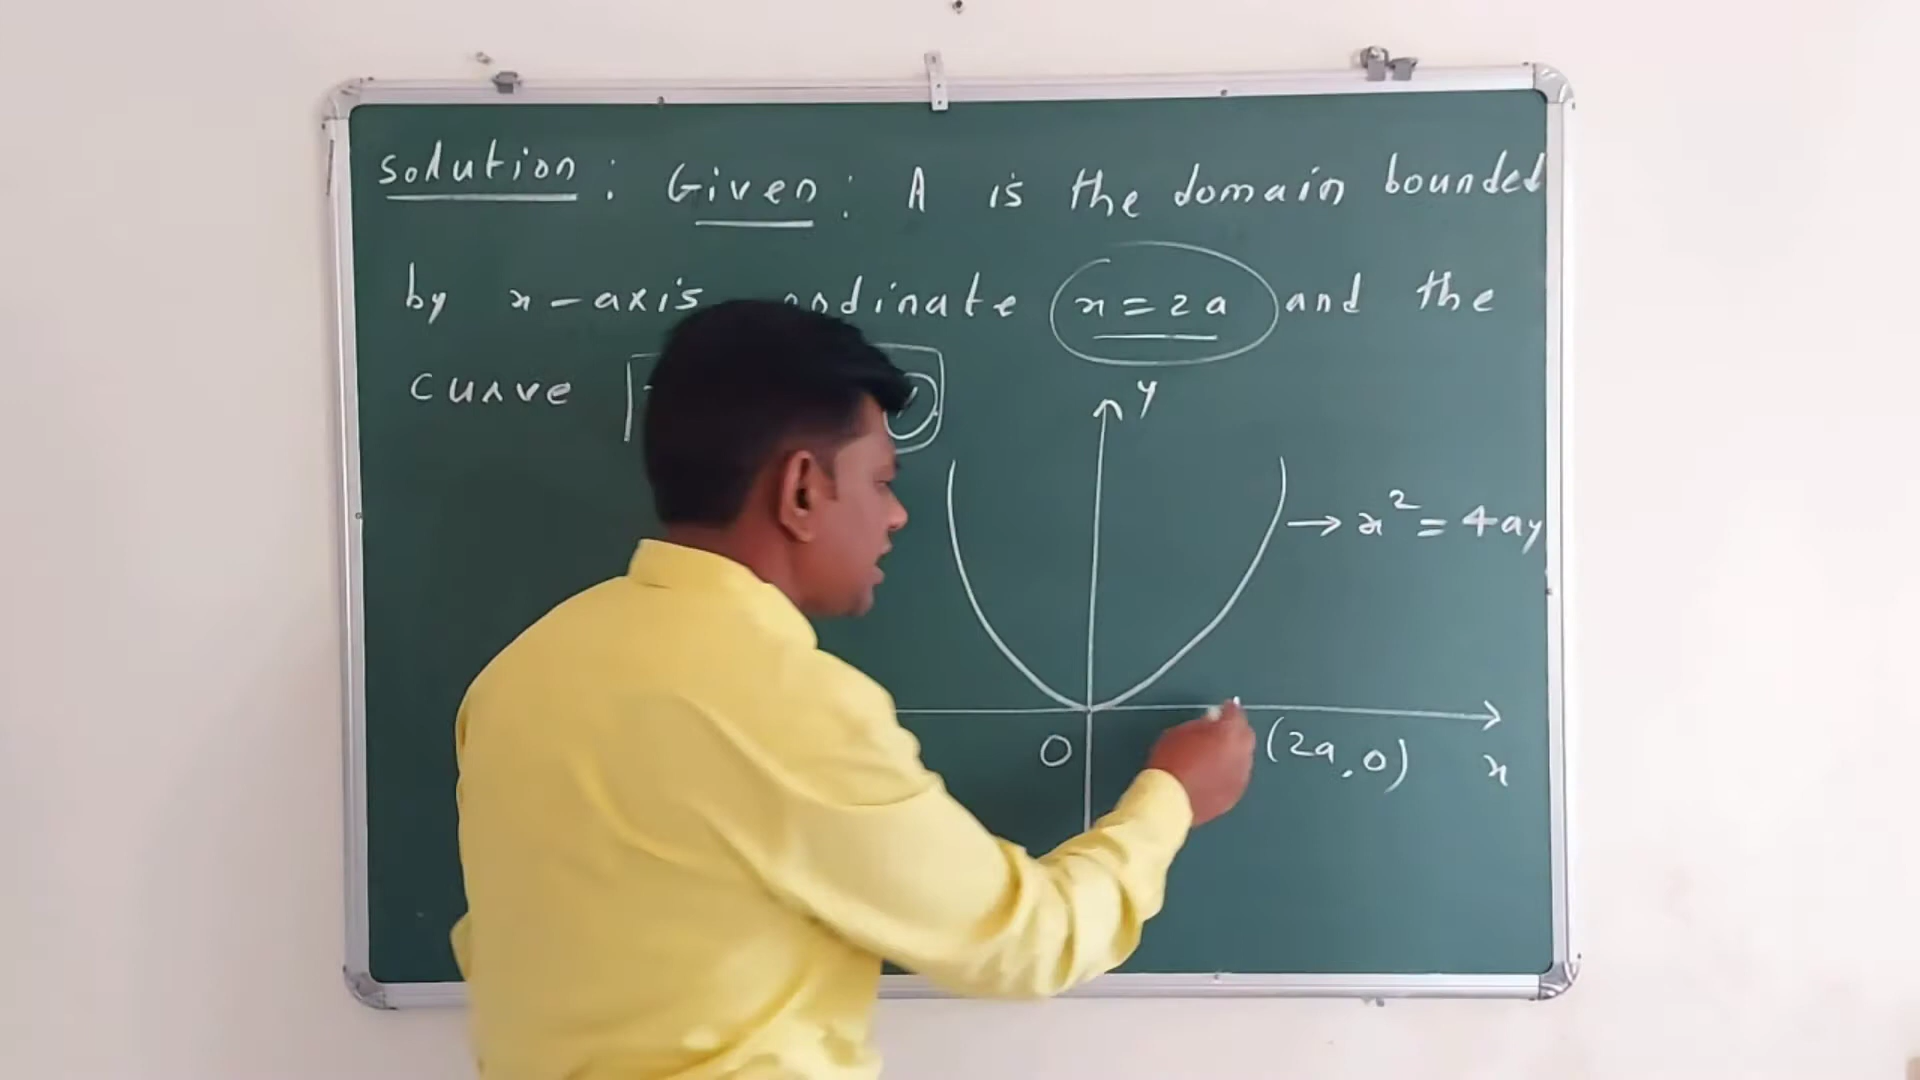 Solution : Given : A is the domain bounded
by x-axis ordinate x = 2a and the
curve
y
→ x² = 4ay
O
(2a, 0)
x